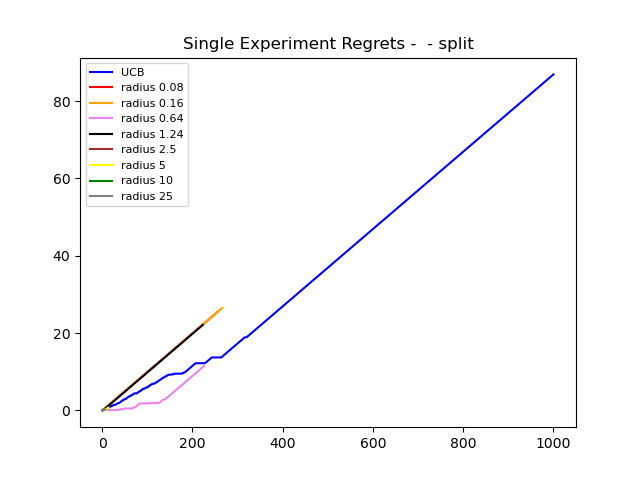 Single Experiment Regrets -  - split
UCB
radius 0.08
radius 0.16
radius 0.64
radius 1.24
radius 2.5
radius 5
radius 10
radius 25
80
60
40
20
0
0 200 400 600 800 1000